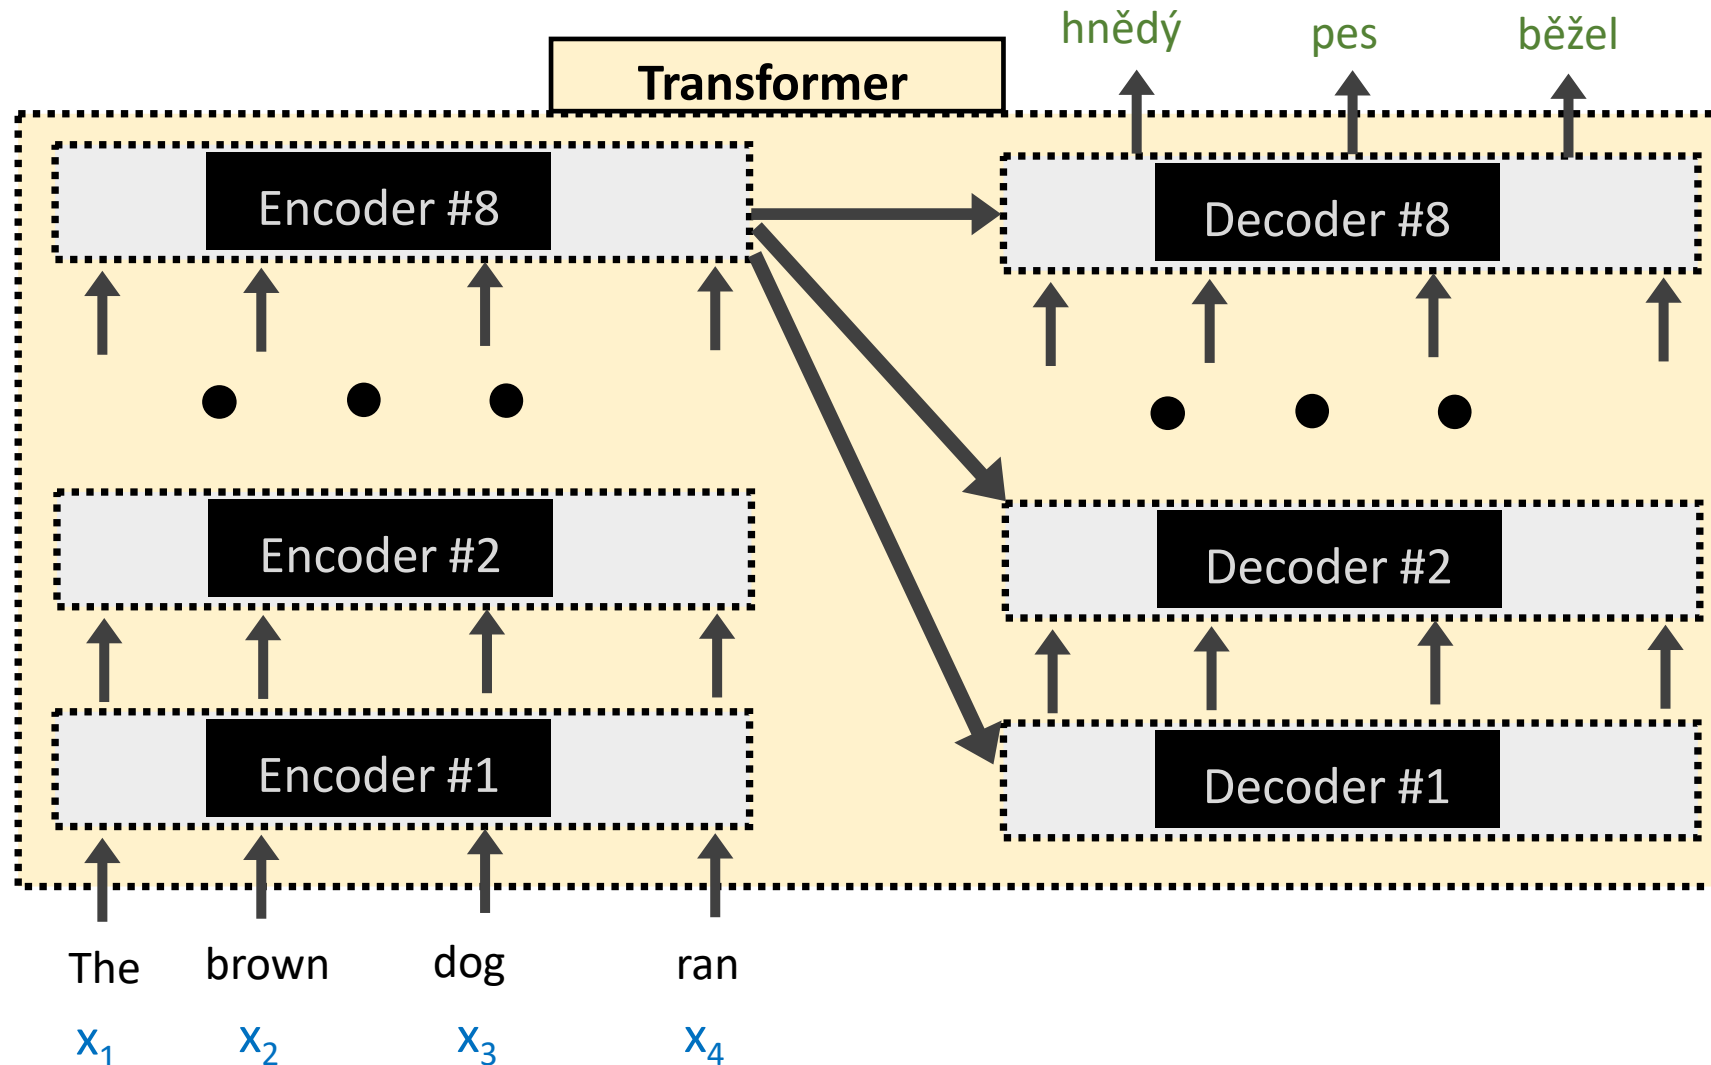 hnědý pes běžel
Transformer
Encoder #8
Decoder #8
Encoder #2
Decoder #2
Encoder #1
Decoder #1
The brown dog ran
x₁ x₂ x₃ x₄